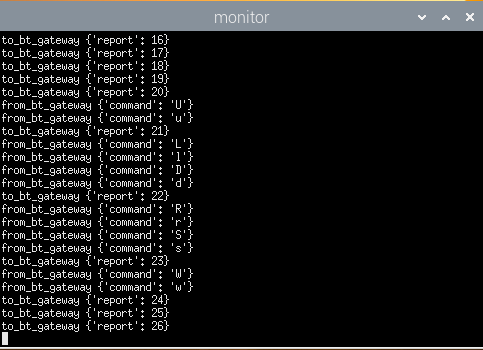 monitor
to_bt_gateway {'report': 16}
to_bt_gateway {'report': 17}
to_bt_gateway {'report': 18}
to_bt_gateway {'report': 19}
to_bt_gateway {'report': 20}
from_bt_gateway {'command': 'U'}
from_bt_gateway {'command': 'u'}
to_bt_gateway {'report': 21}
from_bt_gateway {'command': 'L'}
from_bt_gateway {'command': 'l'}
from_bt_gateway {'command': 'D'}
from_bt_gateway {'command': 'd'}
to_bt_gateway {'report': 22}
from_bt_gateway {'command': 'R'}
from_bt_gateway {'command': 'r'}
from_bt_gateway {'command': 'S'}
from_bt_gateway {'command': 's'}
to_bt_gateway {'report': 23}
from_bt_gateway {'command': 'W'}
from_bt_gateway {'command': 'w'}
to_bt_gateway {'report': 24}
to_bt_gateway {'report': 25}
to_bt_gateway {'report': 26}